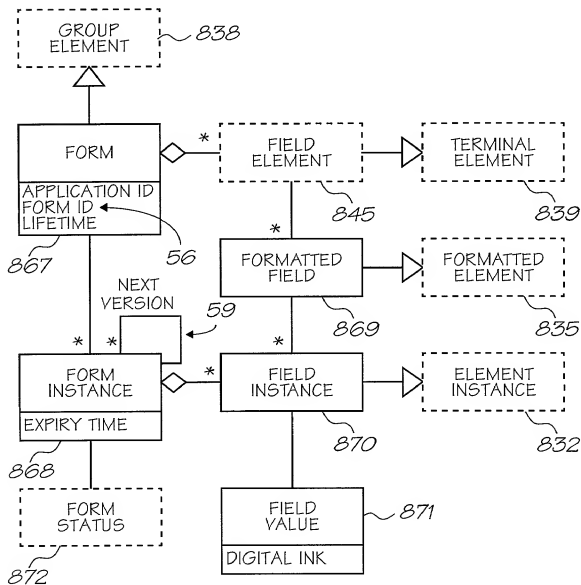 GROUP
ELEMENT
838
FORM
*
FIELD
ELEMENT
TERMINAL
ELEMENT
APPLICATION ID
FORM ID
LIFETIME
845
839
867
56
*
FORMATTED
FIELD
FORMATTED
ELEMENT
NEXT
VERSION
59
869
835
*
*
*
FORM
INSTANCE
*
FIELD
INSTANCE
ELEMENT
INSTANCE
EXPIRY TIME
868
870
832
FORM
STATUS
FIELD
VALUE
871
DIGITAL INK
872